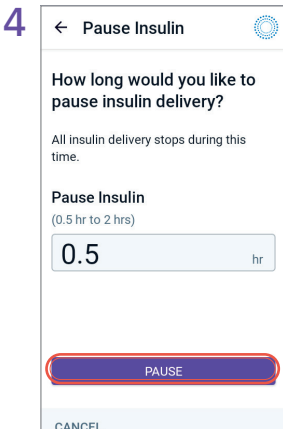 4
← Pause Insulin
How long would you like to
pause insulin delivery?
All insulin delivery stops during this
time.
Pause Insulin
(0.5 hr to 2 hrs)
0.5 hr
PAUSE
CANCEL